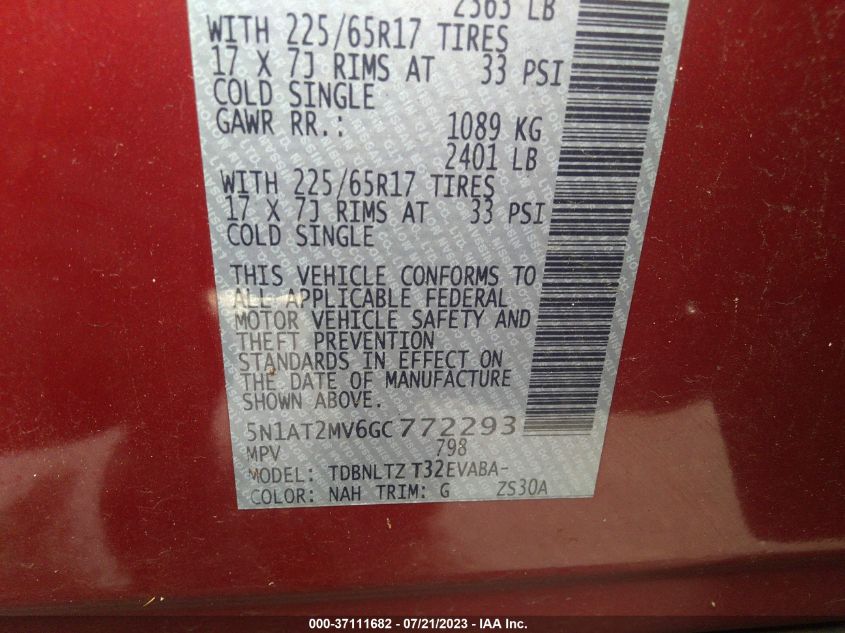 2563 LB
WITH 225/65R17 TIRES
17 X 7J RIMS AT 33 PSI
COLD SINGLE
GAWR RR.: 1089 KG
2401 LB
WITH 225/65R17 TIRES
17 X 7J RIMS AT 33 PSI
COLD SINGLE
THIS VEHICLE CONFORMS TO
ALL APPLICABLE FEDERAL
MOTOR VEHICLE SAFETY AND
THEFT PREVENTION
STANDARDS IN EFFECT ON
THE DATE OF MANUFACTURE
SHOWN ABOVE.
5N1AT2MV6GC772293
MPV 798
MODEL: TDBNLTZ T32EVABA-
COLOR: NAH TRIM: G ZS30A
000-37111682 - 07/21/2023 - IAA Inc.